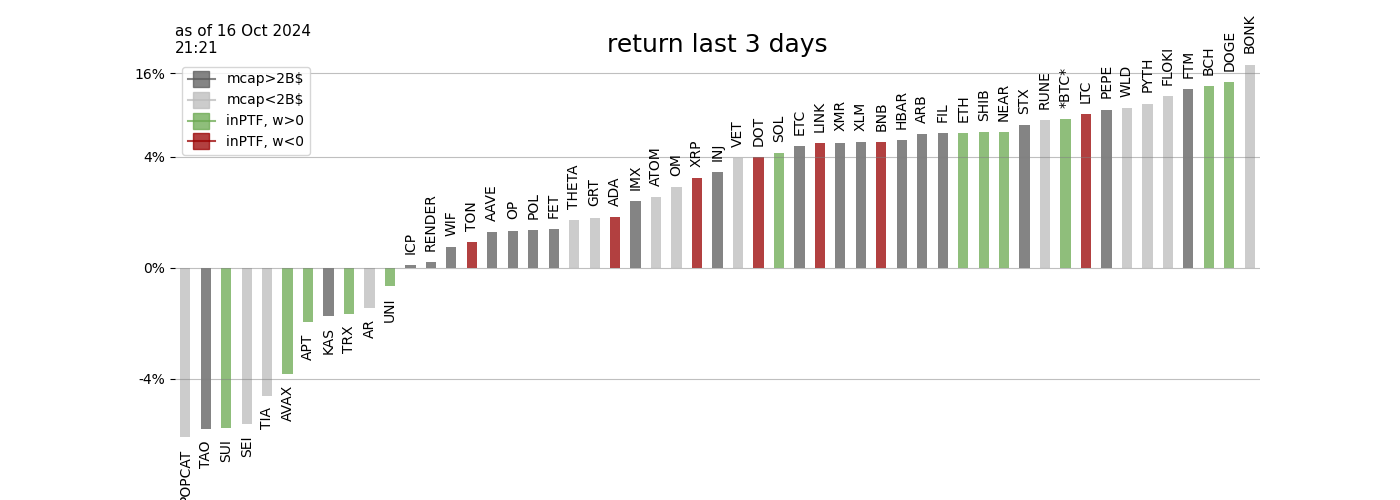 as of 16 Oct 2024
21:21
return last 3 days
mcap>2B$
mcap<2B$
inPTF, w>0
inPTF, w<0
16%
4%
0%
-4%
POPCAT
TAO
SUI
SEI
TIA
AVAX
APT
KAS
TRX
AR
UNI
ICP
RENDER
WIF
TON
AAVE
OP
POL
FET
THETA
GRT
ADA
IMX
ATOM
OM
XRP
INJ
VET
DOT
SOL
ETC
LINK
XMR
XLM
BNB
HBAR
ARB
FIL
ETH
SHIB
NEAR
STX
RUNE
*BTC*
LTC
PEPE
WLD
PYTH
FLOKI
FTM
BCH
DOGE
BONK